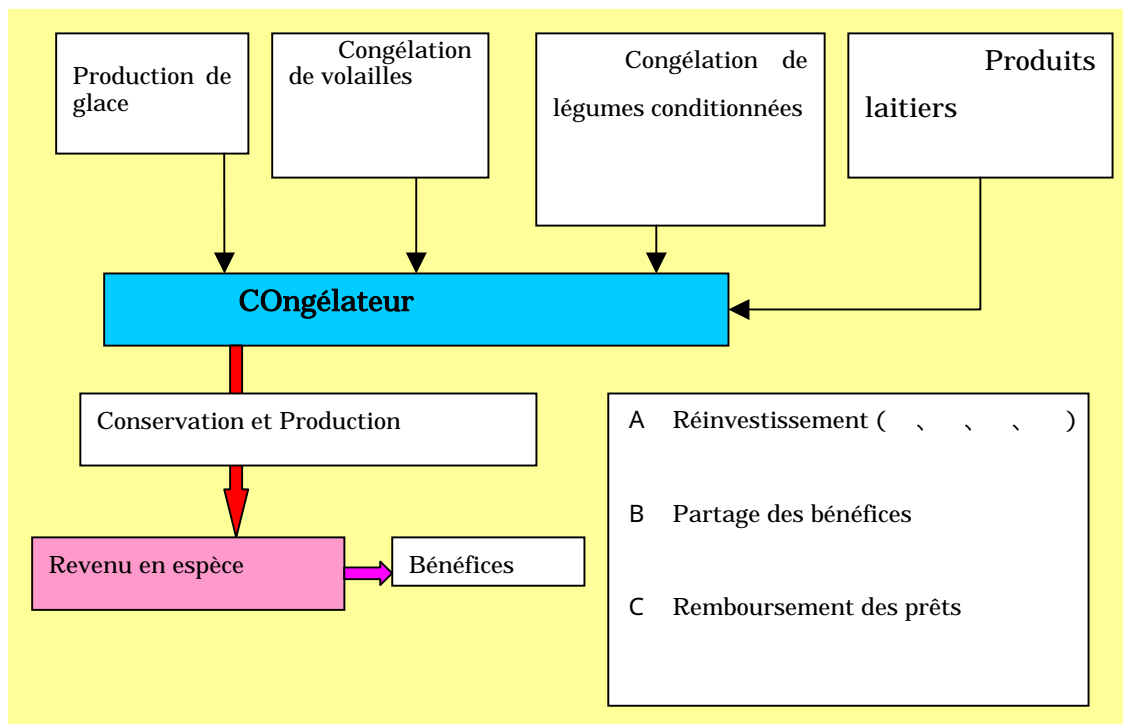 Production de
glace
Congélation
de volailles
Congélation de
légumes conditionnées
Produits
laitiers
COngélateur
Conservation et Production
Revenu en espèce
Bénéfices
A Réinvestissement ( 、 、 、 )
B Partage des bénéfices
C Remboursement des prêts